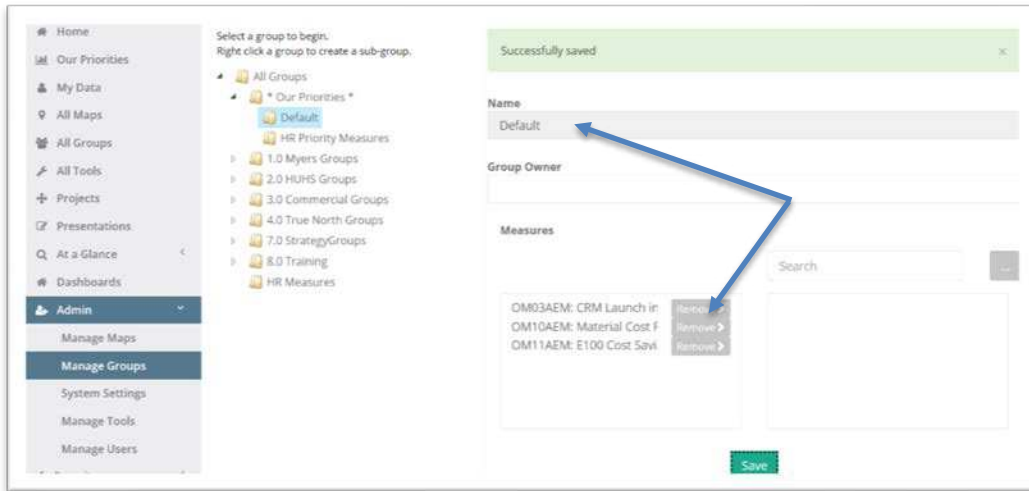 Home
Our Priorities
My Data
All Maps
All Groups
All Tools
Projects
Presentations
At a Glance
Dashboards
Admin
Manage Maps
Manage Groups
System Settings
Manage Tools
Manage Users
Select a group to begin.
Right click a group to create a sub-group.
All Groups
* Our Priorities *
Default
HR Priority Measures
1.0 Myers Groups
2.0 HUHS Groups
3.0 Commercial Groups
4.0 True North Groups
7.0 StrategyGroups
8.0 Training
HR Measures
Successfully saved ×
Name
Default
Group Owner
Measures
Search ...
OM03AEM: CRM Launch in Remove
OM10AEM: Material Cost Remove
OM11AEM: E100 Cost Savi Remove
Save